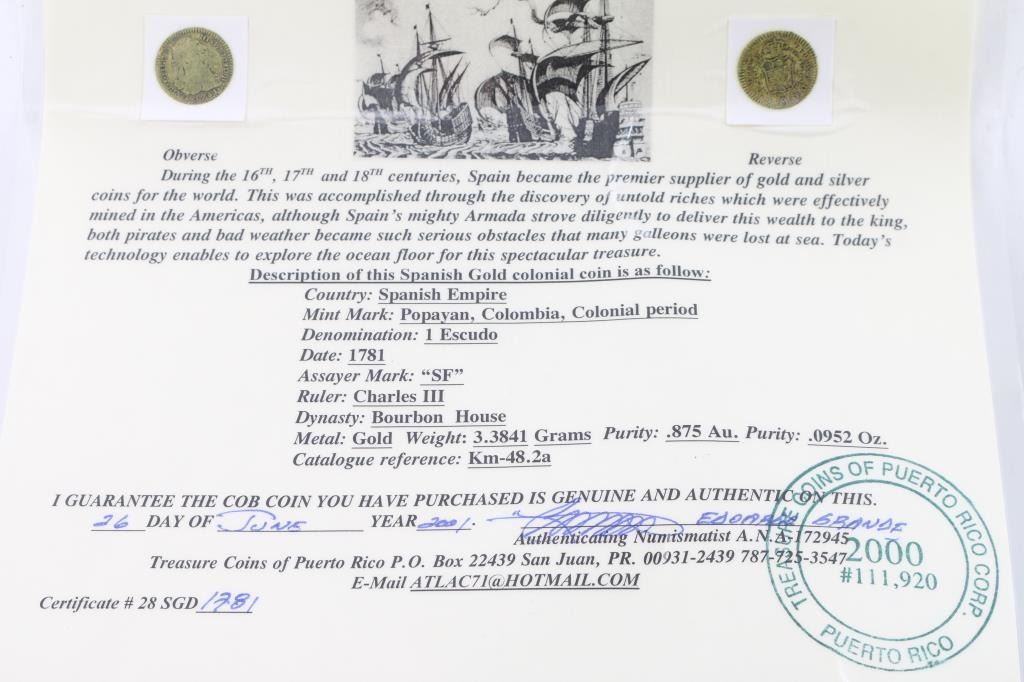 Obverse
Reverse
During the 16TH, 17TH and 18TH centuries, Spain became the premier supplier of gold and silver
coins for the world. This was accomplished through the discovery of untold riches which were effectively
mined in the Americas, although Spain's mighty Armada strove diligently to deliver this wealth to the king,
both pirates and bad weather became such serious obstacles that many galleons were lost at sea. Today's
technology enables to explore the ocean floor for this spectacular treasure.
Description of this Spanish Gold colonial coin is as follow:
Country: Spanish Empire
Mint Mark: Popayan, Colombia, Colonial period
Denomination: 1 Escudo
Date: 1781
Assayer Mark: "SF"
Ruler: Charles III
Dynasty: Bourbon House
Metal: Gold Weight: 3.3841 Grams Purity: .875 Au. Purity: .0952 Oz.
Catalogue reference: Km-48.2a
I GUARANTEE THE COB COIN YOU HAVE PURCHASED IS GENUINE AND AUTHENTIC ON THIS.
26 DAY OF June YEAR 2001.
Authenticating Numismatist A.N.A-172945
Treasure Coins of Puerto Rico P.O. Box 22439 San Juan, PR. 00931-2439 787-725-3547
E-Mail ATLAC71@HOTMAIL.COM
Certificate # 28 SGD 1781
TREASURE COINS OF PUERTO RICO CORP.
2000
#111,920
PUERTO RICO